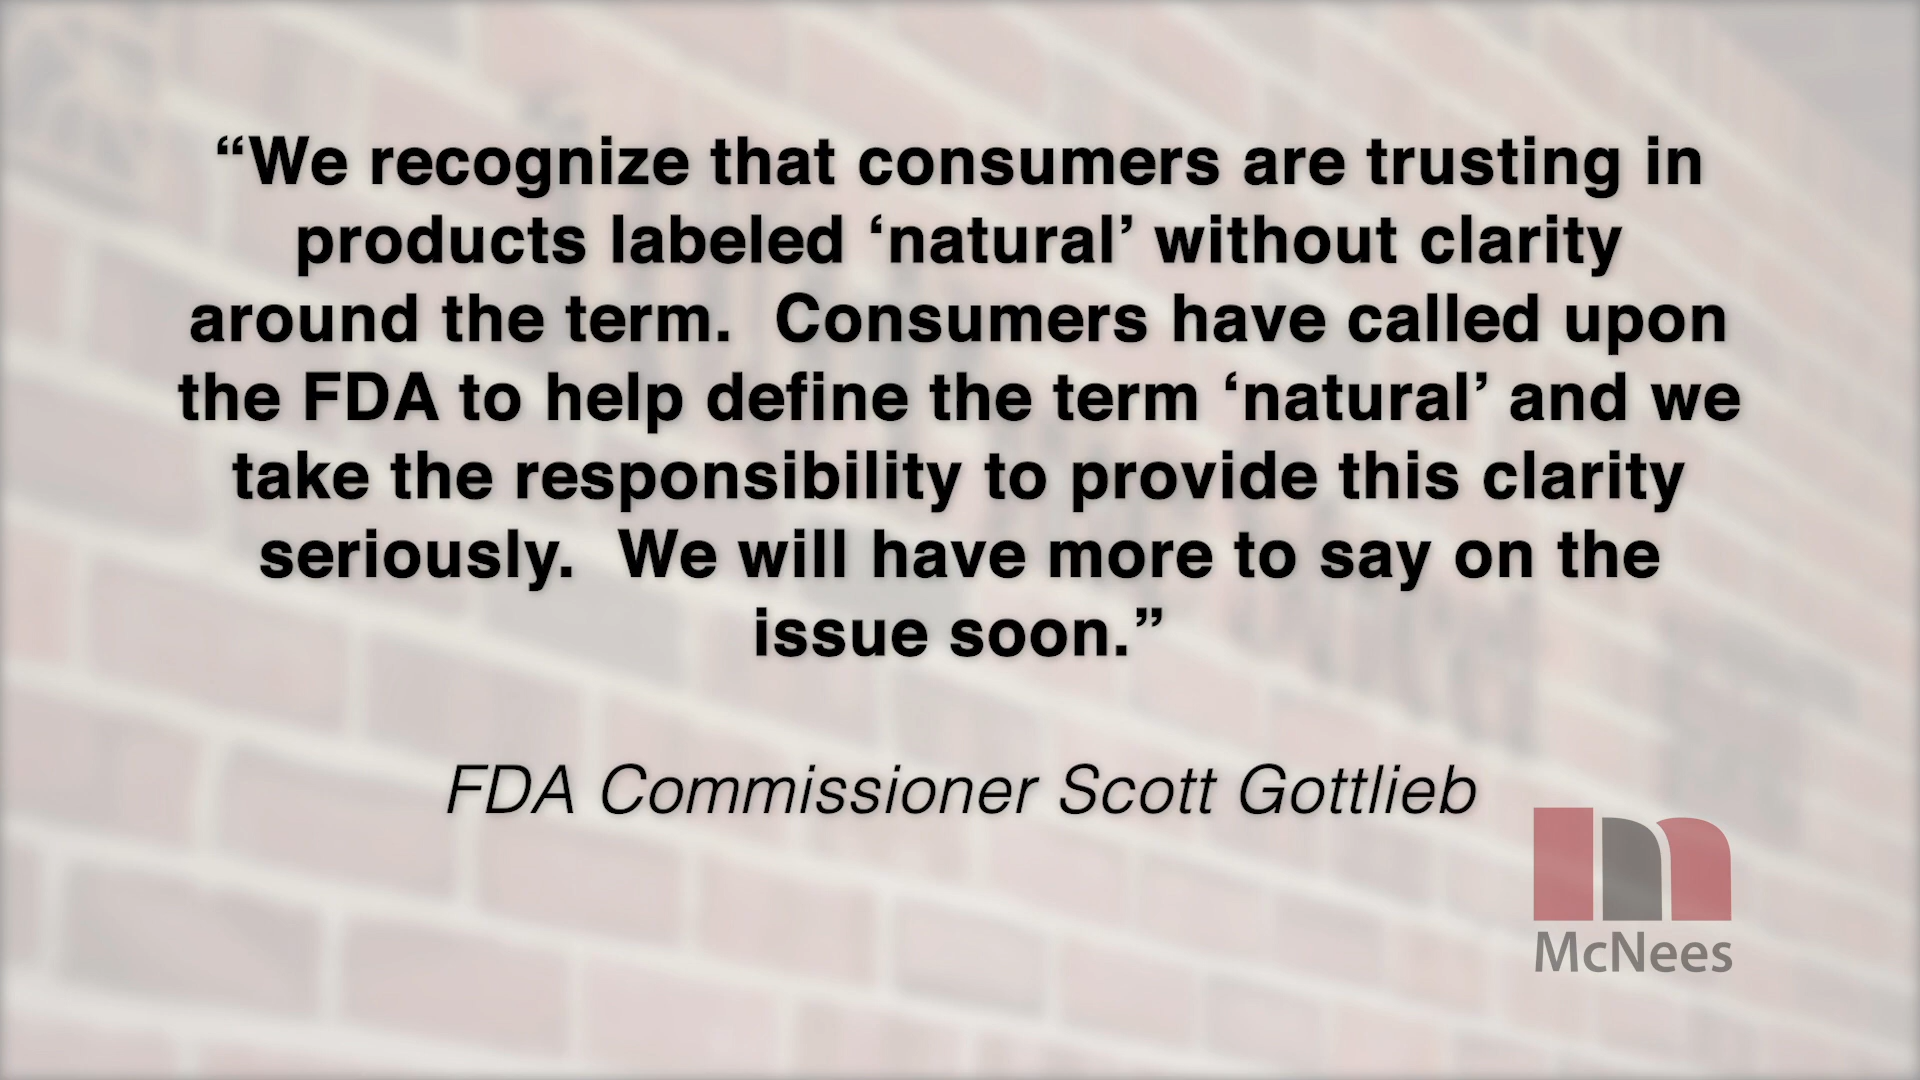 “We recognize that consumers are trusting in
products labeled ‘natural’ without clarity
around the term.  Consumers have called upon
the FDA to help define the term ‘natural’ and we
take the responsibility to provide this clarity
seriously.  We will have more to say on the
issue soon.”
FDA Commissioner Scott Gottlieb
McNees